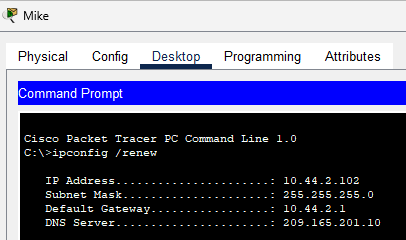 Mike
Physical Config Desktop Programming Attributes
Command Prompt
Cisco Packet Tracer PC Command Line 1.0
C:\>ipconfig /renew
IP Address......................: 10.44.2.102
Subnet Mask.....................: 255.255.255.0
Default Gateway.................: 10.44.2.1
DNS Server......................: 209.165.201.10